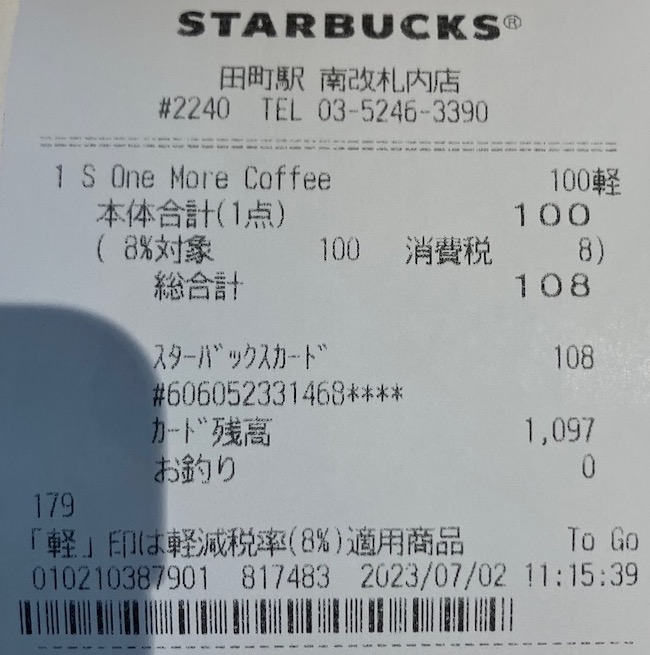 STARBUCKS®
田町駅 南改札内店
#2240 TEL 03-5246-3390
1 S One More Coffee 100軽
本体合計(1点) 100
( 8%対象 100 消費税 8)
総合計 108
ｽﾀｰﾊﾞｯｸｽｶｰﾄﾞ 108
#606052331468****
ｶｰﾄﾞ残高 1,097
お釣り 0
179
「軽」印は軽減税率(8%)適用商品 To Go
010210387901 817483 2023/07/02 11:15:39